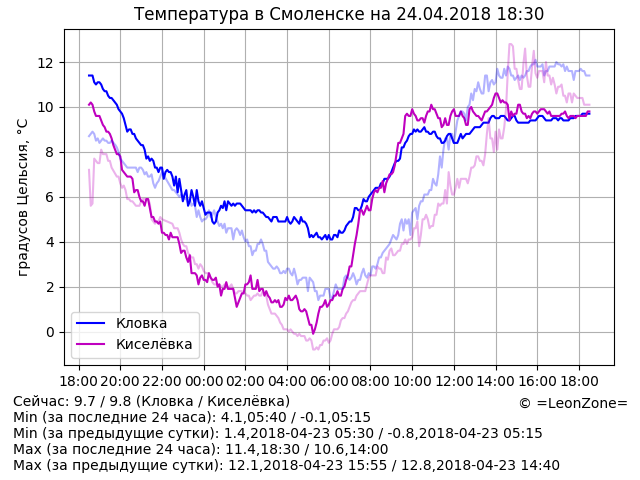 Температура в Смоленске на 24.04.2018 18:30
градусов Цельсия, °C
12
10
8
6
4
2
0
Кловка
Киселёвка
18:00 20:00 22:00 00:00 02:00 04:00 06:00 08:00 10:00 12:00 14:00 16:00 18:00
Сейчас: 9.7 / 9.8 (Кловка / Киселёвка)
© =LeonZone=
Min (за последние 24 часа): 4.1,05:40 / -0.1,05:15
Min (за предыдущие сутки): 1.4,2018-04-23 05:30 / -0.8,2018-04-23 05:15
Max (за последние 24 часа): 11.4,18:30 / 10.6,14:00
Max (за предыдущие сутки): 12.1,2018-04-23 15:55 / 12.8,2018-04-23 14:40